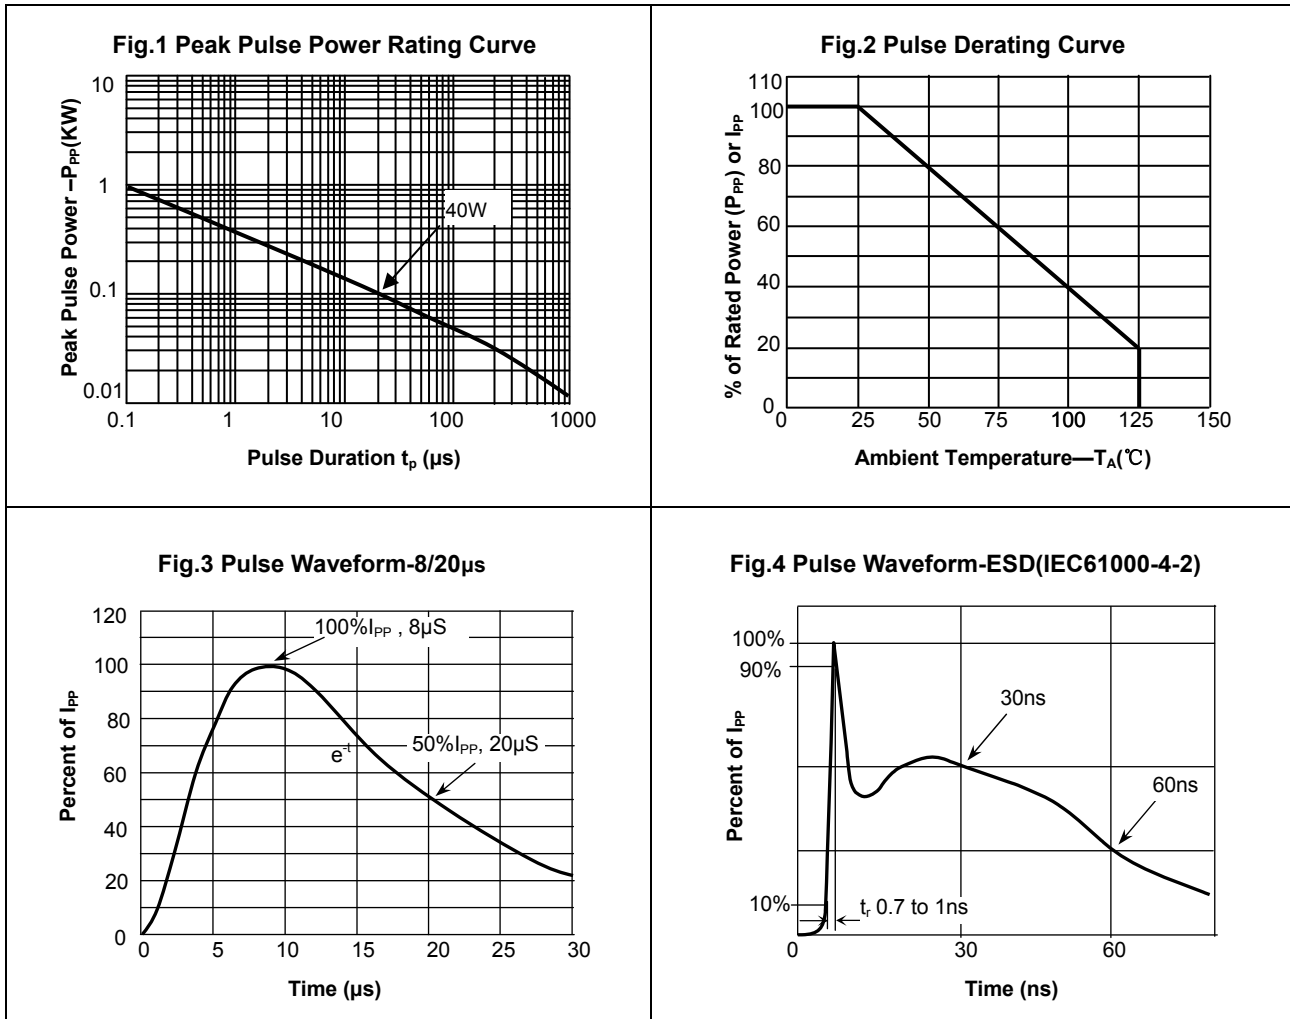 Fig.1 Peak Pulse Power Rating Curve
Peak Pulse Power –PPP(KW)
10
1
0.1
0.01
40W
0.1 1 10 100 1000
Pulse Duration tp (µs)
Fig.2 Pulse Derating Curve
% of Rated Power (PPP) or IPP
110
100
80
60
40
20
0
0 25 50 75 100 125 150
Ambient Temperature—TA(℃)
Fig.3 Pulse Waveform-8/20µs
Percent of IPP
120
100
80
60
40
20
0
100%IPP , 8µS
e-t
50%IPP, 20µS
0 5 10 15 20 25 30
Time (µs)
Fig.4 Pulse Waveform-ESD(IEC61000-4-2)
Percent of IPP
100%
90%
10%
30ns
60ns
tr 0.7 to 1ns
0 30 60
Time (ns)